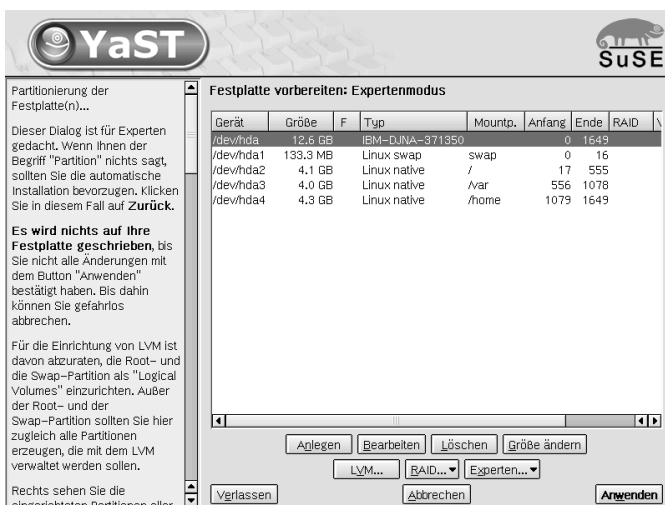 YaST
SuSE
Partitionierung der
Festplatte(n)...
Dieser Dialog ist für Experten
gedacht. Wenn Ihnen der
Begriff "Partition" nichts sagt,
sollten Sie die automatische
Installation bevorzugen. Klicken
Sie in diesem Fall auf Zurück.
Es wird nichts auf Ihre
Festplatte geschrieben, bis
Sie nicht alle Änderungen mit
dem Button "Anwenden"
bestätigt haben. Bis dahin
können Sie gefahrlos
abbrechen.
Für die Einrichtung von LVM ist
davon abzuraten, die Root- und
die Swap-Partition als "Logical
Volumes" einzurichten. Außer
der Root- und der
Swap-Partition sollten Sie hier
zugleich alle Partitionen
erzeugen, die mit dem LVM
verwaltet werden sollen.
Rechts sehen Sie die
eingerichteten Partitionen aller
Festplatte vorbereiten: Expertenmodus
Gerät Größe F Typ Mountp. Anfang Ende RAID
/dev/hda 12.6 GB IBM-DJNA-371350 0 1649
/dev/hda1 133.3 MB Linux swap swap 0 16
/dev/hda2 4.1 GB Linux native / 17 555
/dev/hda3 4.0 GB Linux native /var 556 1078
/dev/hda4 4.3 GB Linux native /home 1079 1649
Anlegen Bearbeiten Löschen Größe ändern
LVM... RAID... Experten...
Verlassen Abbrechen Anwenden